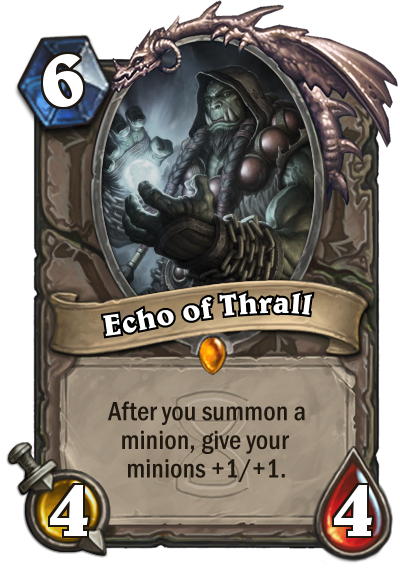 6
Echo of Thrall
After you summon a
minion, give your
minions +1/+1.
4
4